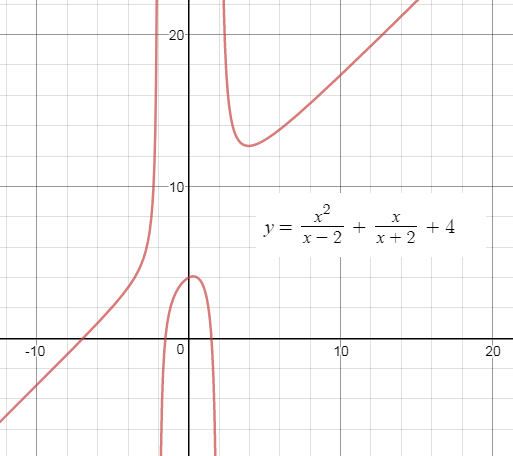 20
10
y = x²/(x − 2) + x/(x + 2) + 4
-10 0 10 20